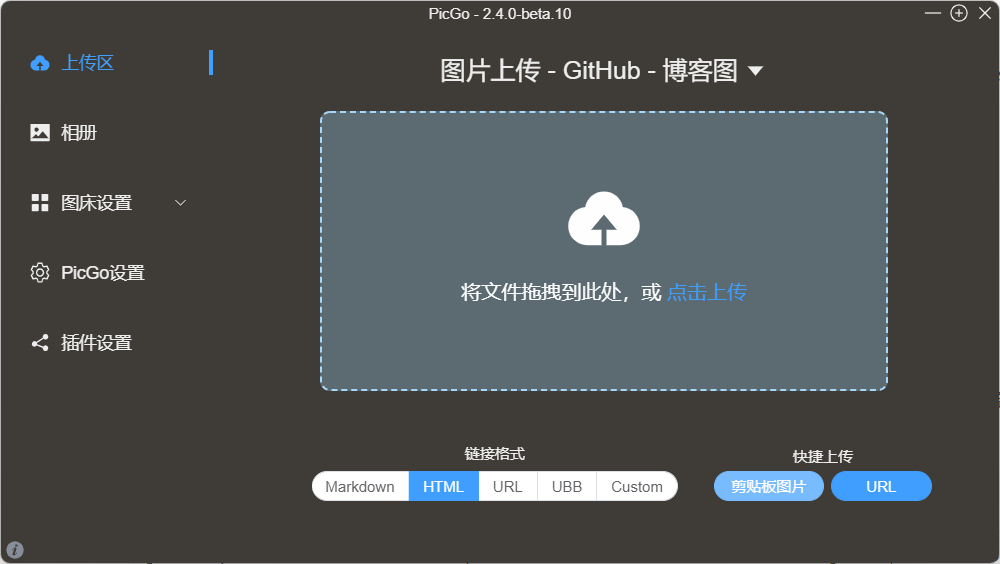 PicGo - 2.4.0-beta.10
上传区
相册
图床设置
PicGo设置
插件设置
图片上传 - GitHub - 博客图
将文件拖拽到此处，或 点击上传
链接格式
Markdown HTML URL UBB Custom
快捷上传
剪贴板图片 URL